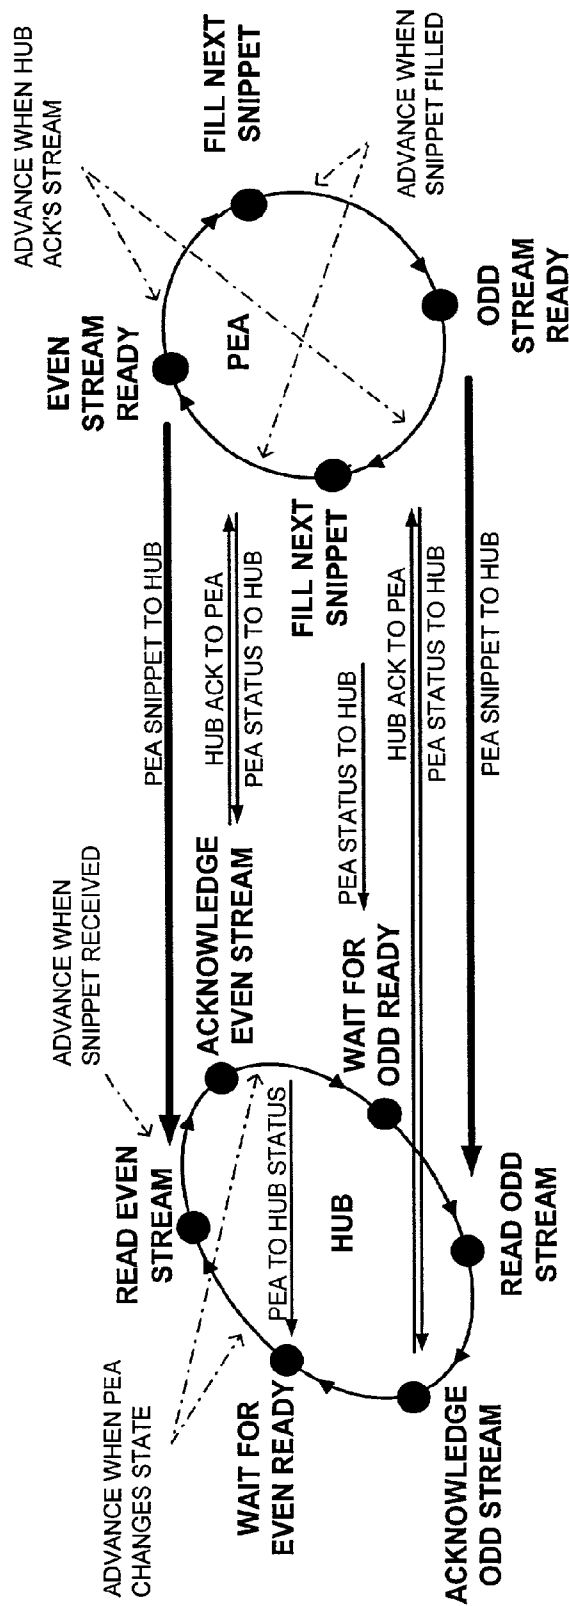 ADVANCE WHEN PEA
CHANGES STATE
WAIT FOR
EVEN READY
READ EVEN
STREAM
ADVANCE WHEN
SNIPPET RECEIVED
ACKNOWLEDGE
EVEN STREAM
PEA TO HUB STATUS
HUB
WAIT FOR
ODD READY
READ ODD
STREAM
ACKNOWLEDGE
ODD STREAM
PEA SNIPPET TO HUB
HUB ACK TO PEA
PEA STATUS TO HUB
PEA STATUS TO HUB
HUB ACK TO PEA
PEA STATUS TO HUB
PEA SNIPPET TO HUB
EVEN
STREAM
READY
ADVANCE WHEN HUB
ACK'S STREAM
PEA
FILL NEXT
SNIPPET
FILL NEXT
SNIPPET
ADVANCE WHEN
SNIPPET FILLED
ODD
STREAM
READY